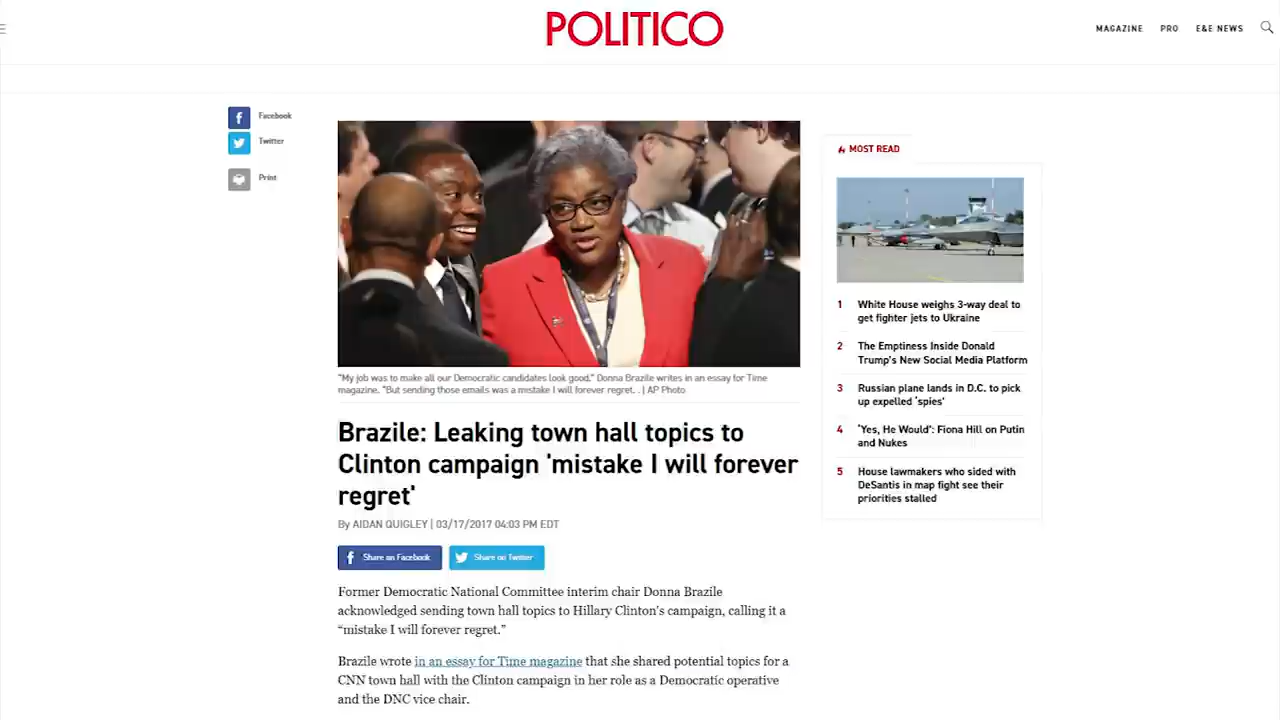 POLITICO
MAGAZINE PRO E&E NEWS
Facebook
Twitter
Print
"My job was to make all our Democratic candidates look good," Donna Brazile writes in an essay for Time
magazine. "But sending those emails was a mistake I will forever regret. . | AP Photo
Brazile: Leaking town hall topics to
Clinton campaign 'mistake I will forever
regret'
By AIDAN QUIGLEY | 03/17/2017 04:03 PM EDT
Share on Facebook Share on Twitter
Former Democratic National Committee interim chair Donna Brazile
acknowledged sending town hall topics to Hillary Clinton's campaign, calling it a
“mistake I will forever regret.”
Brazile wrote in an essay for Time magazine that she shared potential topics for a
CNN town hall with the Clinton campaign in her role as a Democratic operative
and the DNC vice chair.
MOST READ
1 White House weighs 3-way deal to
get fighter jets to Ukraine
2 The Emptiness Inside Donald
Trump's New Social Media Platform
3 Russian plane lands in D.C. to pick
up expelled 'spies'
4 'Yes, He Would': Fiona Hill on Putin
and Nukes
5 House lawmakers who sided with
DeSantis in map fight see their
priorities stalled